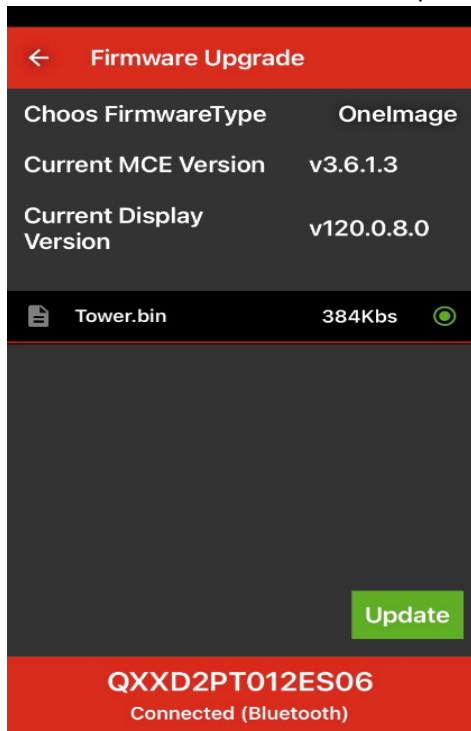 Firmware Upgrade
Choos FirmwareType OneImage
Current MCE Version v3.6.1.3
Current Display
Version v120.0.8.0
Tower.bin 384Kbs
Update
QXXD2PT012ES06
Connected (Bluetooth)